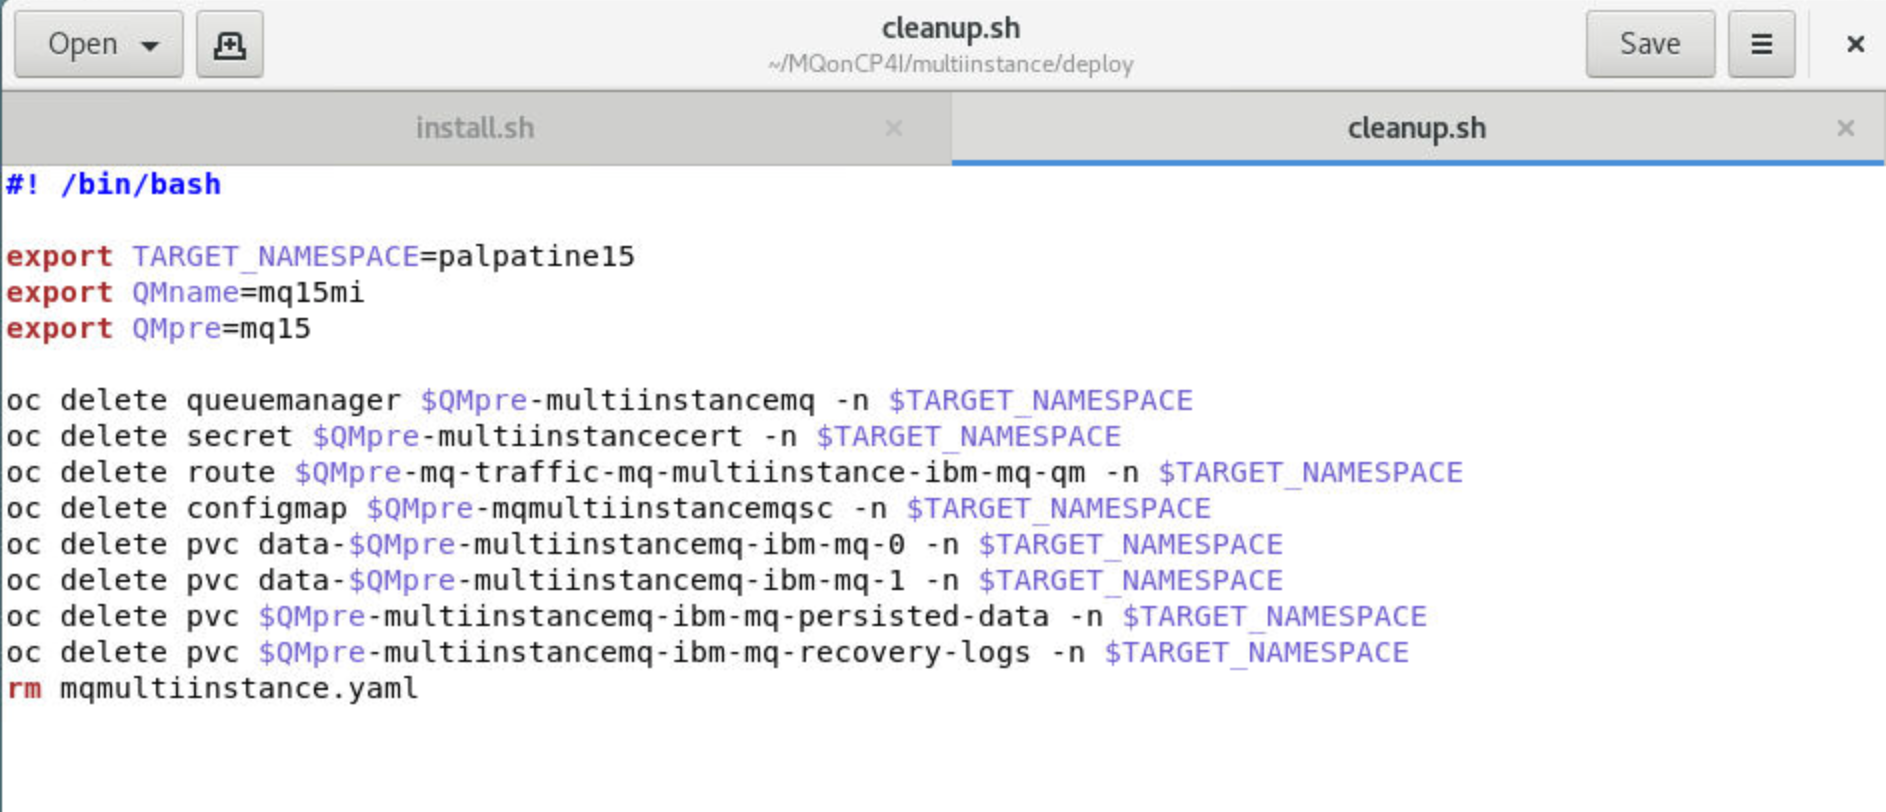 Open
cleanup.sh
~/MQonCP4I/multiinstance/deploy
Save
install.sh
cleanup.sh
#! /bin/bash
export TARGET_NAMESPACE=palpatine15
export QMname=mq15mi
export QMpre=mq15
oc delete queuemanager $QMpre-multiinstancemq -n $TARGET_NAMESPACE
oc delete secret $QMpre-multiinstancecert -n $TARGET_NAMESPACE
oc delete route $QMpre-mq-traffic-mq-multiinstance-ibm-mq-qm -n $TARGET_NAMESPACE
oc delete configmap $QMpre-mqmultiinstancemqsc -n $TARGET_NAMESPACE
oc delete pvc data-$QMpre-multiinstancemq-ibm-mq-0 -n $TARGET_NAMESPACE
oc delete pvc data-$QMpre-multiinstancemq-ibm-mq-1 -n $TARGET_NAMESPACE
oc delete pvc $QMpre-multiinstancemq-ibm-mq-persisted-data -n $TARGET_NAMESPACE
oc delete pvc $QMpre-multiinstancemq-ibm-mq-recovery-logs -n $TARGET_NAMESPACE
rm mqmultiinstance.yaml